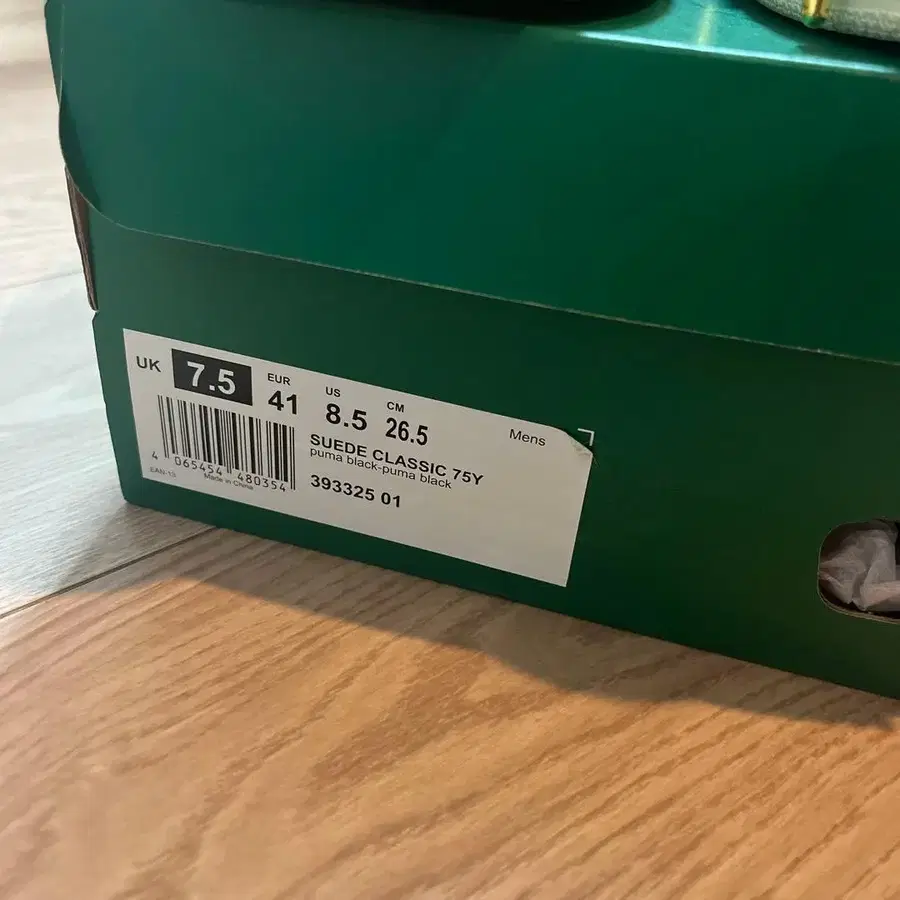 UK 7.5 EUR 41 US 8.5 CM 26.5 Mens
SUEDE CLASSIC 75Y
puma black-puma black
393325 01
4 065454 480354
EAN-13 Made in China